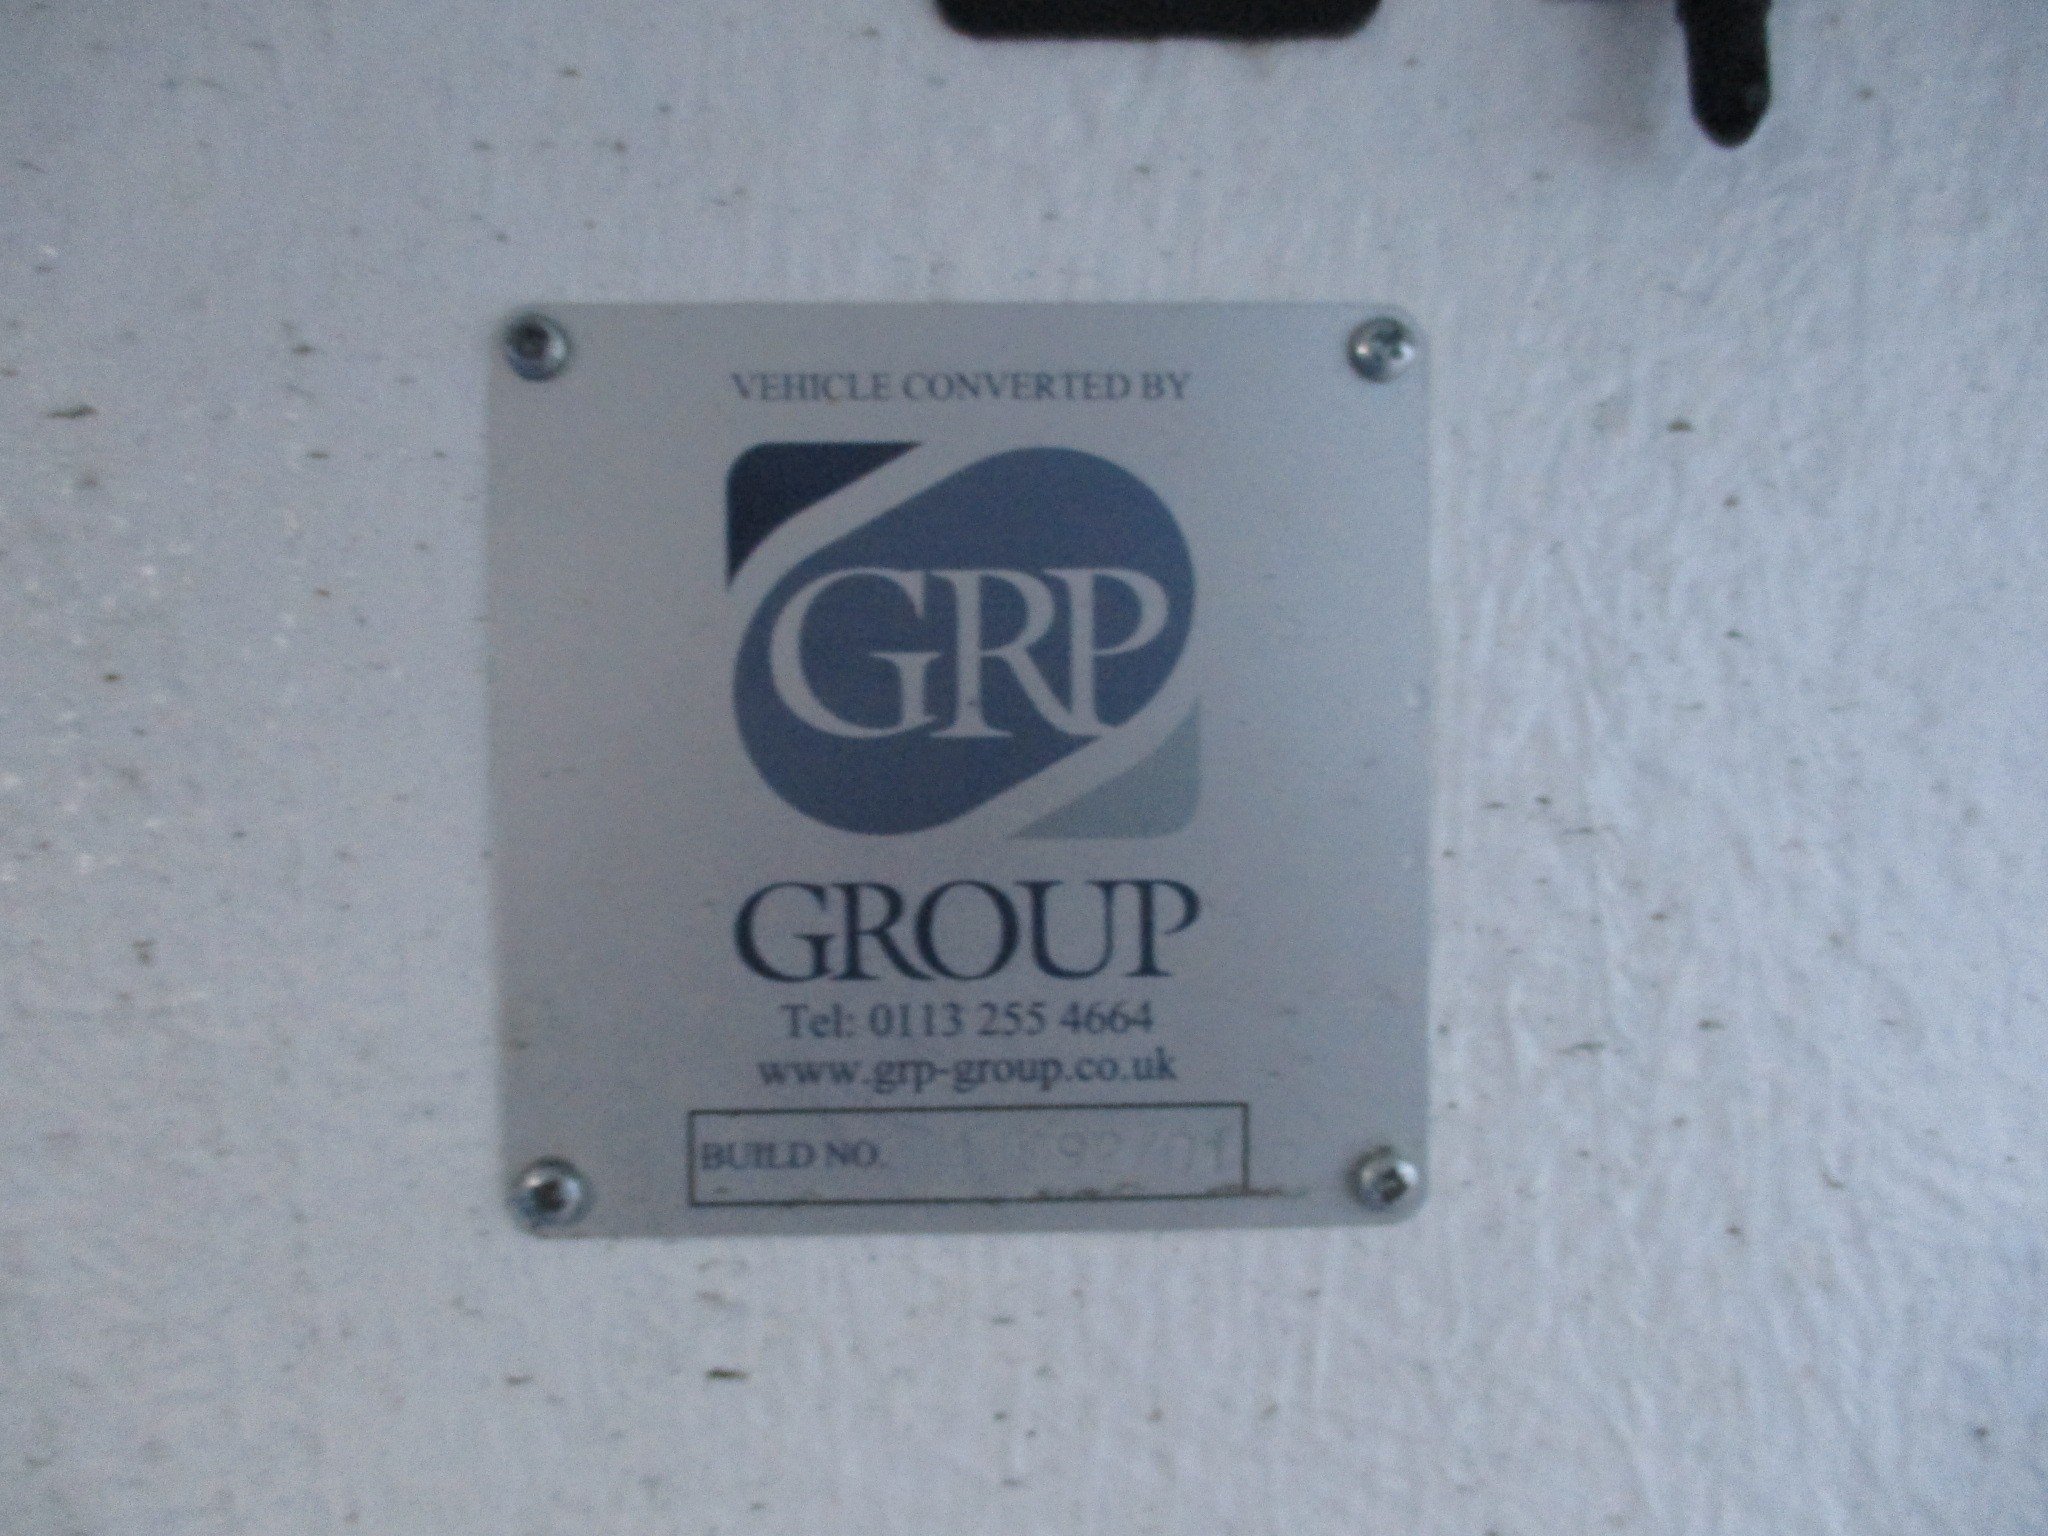 VEHICLE CONVERTED BY
GRP
GROUP
Tel: 0113 255 4664
www.grp-group.co.uk
BUILD NO.